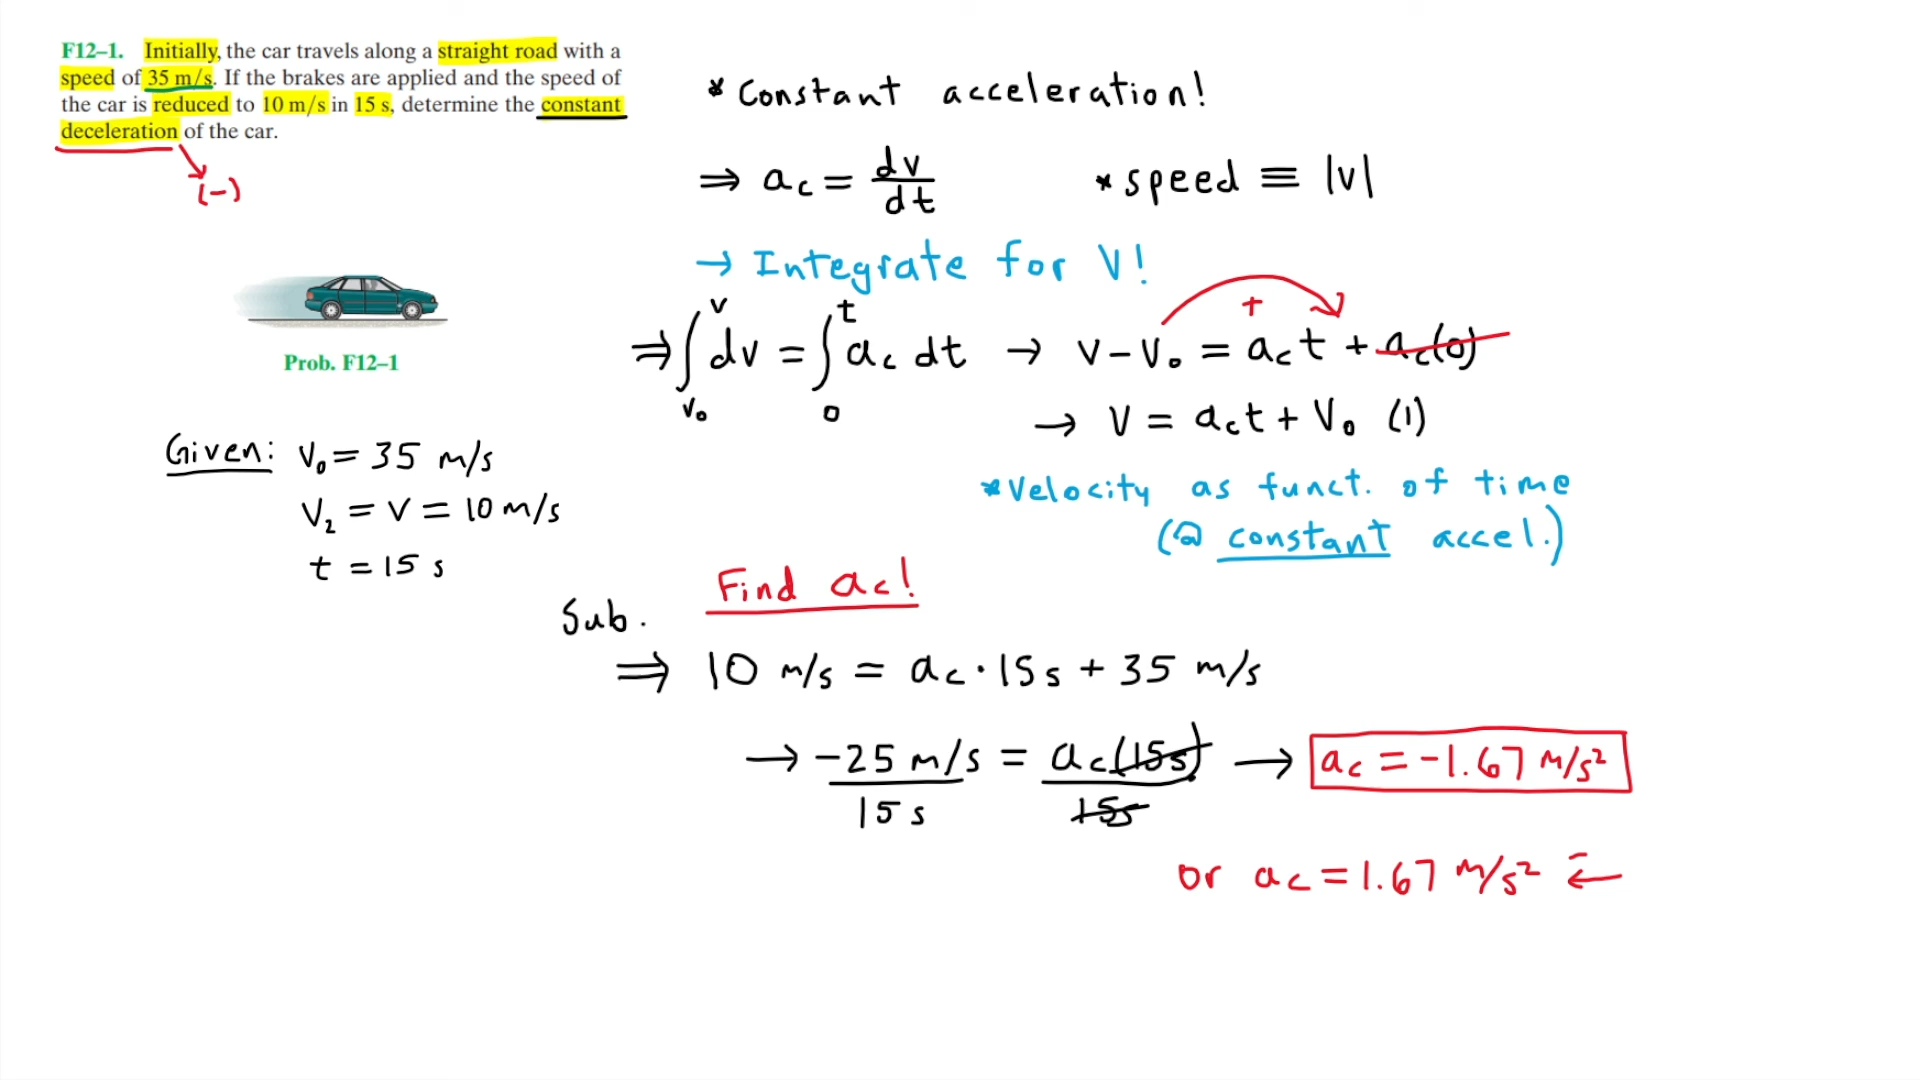 F12–1. Initially, the car travels along a straight road with a
speed of 35 m/s. If the brakes are applied and the speed of
the car is reduced to 10 m/s in 15 s, determine the constant
deceleration of the car.
(-)
Prob. F12–1
Given: V₀ = 35 m/s
V₂ = V = 10 m/s
t = 15 s
* Constant acceleration!
⇒ ac = dv/dt
* speed ≡ |v|
→ Integrate for V!
⇒ ∫ᵥ₀ᵛ dv = ∫₀ᵗ ac dt → V - V₀ = act + ac(0)
+
→ V = act + V₀ (1)
* Velocity as funct. of time
(@ constant accel.)
Find ac!
Sub.
⇒ 10 m/s = ac · 15 s + 35 m/s
→ -25 m/s / 15 s = ac(15s) / 15s → ac = -1.67 m/s²
or ac = 1.67 m/s² ←